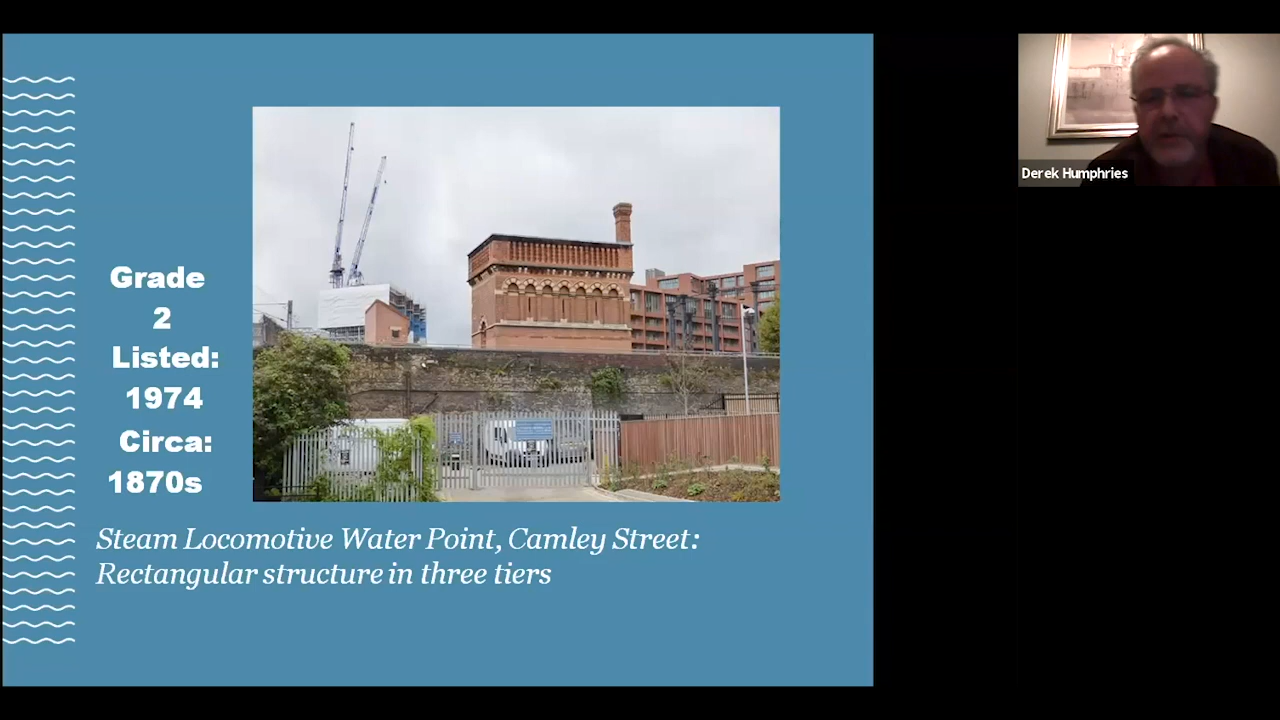 Grade
2
Listed:
1974
Circa:
1870s
Steam Locomotive Water Point, Camley Street:
Rectangular structure in three tiers
Derek Humphries